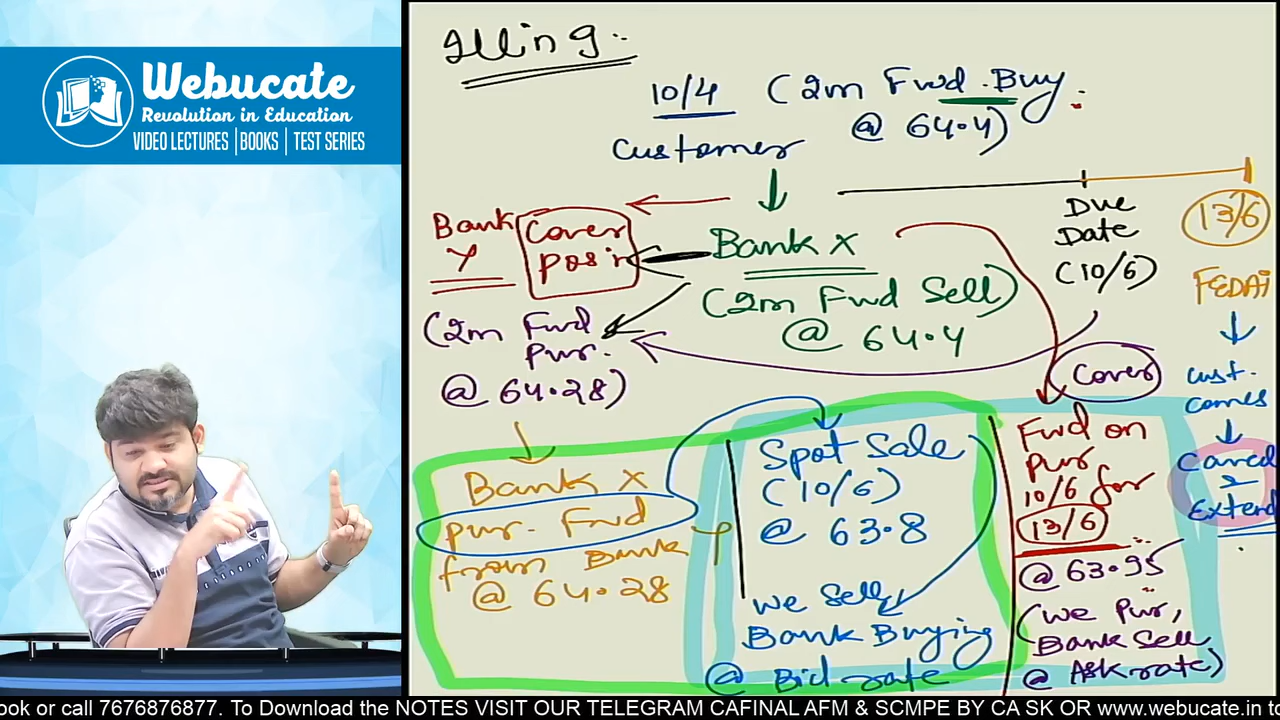 Webucate
Revolution in Education
VIDEO LECTURES | BOOKS | TEST SERIES
10/4 (2m Fwd Buy
@ 64.4)
Customer
Bank X
(2m Fwd Sell)
@ 64.4
Bank
Y
Cover
Due
Date
(10/6)
13/6
FEDAI
Cust.
comes
Cancel
2
Extend
(2m Fwd
pur.
@ 64.28)
Cover
Bank X
pur. Fwd
from Bank Y
@ 64.28
Spot Sale
(10/6)
@ 63.8
We Sell,
Bank Buying
@ Bid rate
Fwd on
pur
10/6 for
13/6
@ 63.95
(We Pur,
Bank Sell
@ Ask rate)
ook or call 7676876877. To Download the NOTES VISIT OUR TELEGRAM CAFINAL AFM & SCMPE BY CA SK OR www.webucate.in to